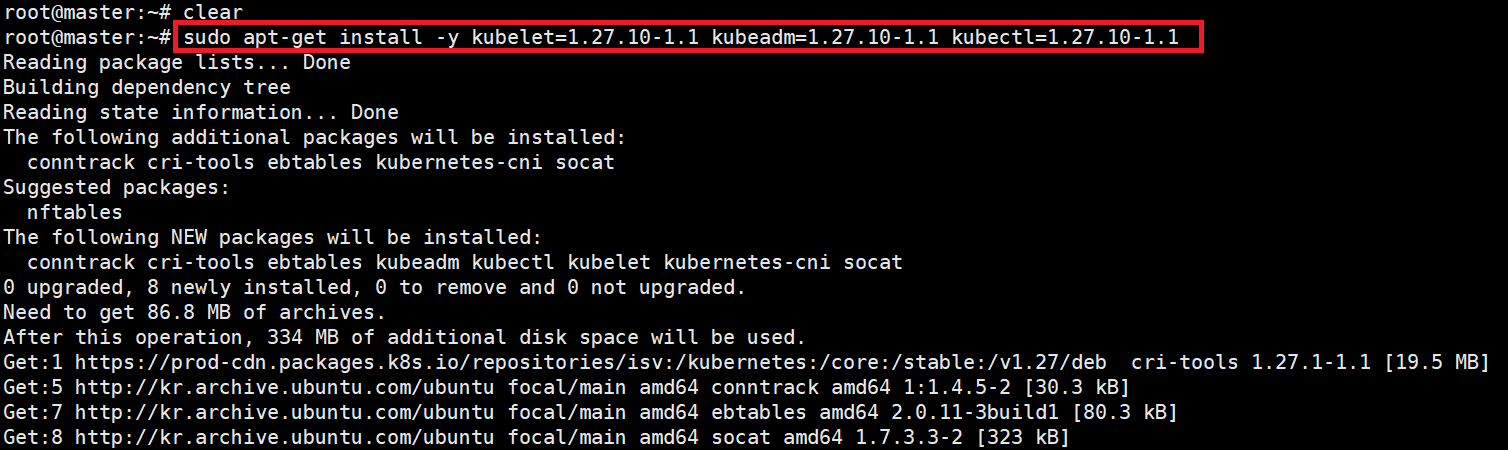 root@master:~# clear
root@master:~# sudo apt-get install -y kubelet=1.27.10-1.1 kubeadm=1.27.10-1.1 kubectl=1.27.10-1.1
Reading package lists... Done
Building dependency tree
Reading state information... Done
The following additional packages will be installed:
  conntrack cri-tools ebtables kubernetes-cni socat
Suggested packages:
  nftables
The following NEW packages will be installed:
  conntrack cri-tools ebtables kubeadm kubectl kubelet kubernetes-cni socat
0 upgraded, 8 newly installed, 0 to remove and 0 not upgraded.
Need to get 86.8 MB of archives.
After this operation, 334 MB of additional disk space will be used.
Get:1 https://prod-cdn.packages.k8s.io/repositories/isv:/kubernetes:/core:/stable:/v1.27/deb  cri-tools 1.27.1-1.1 [19.5 MB]
Get:5 http://kr.archive.ubuntu.com/ubuntu focal/main amd64 conntrack amd64 1:1.4.5-2 [30.3 kB]
Get:7 http://kr.archive.ubuntu.com/ubuntu focal/main amd64 ebtables amd64 2.0.11-3build1 [80.3 kB]
Get:8 http://kr.archive.ubuntu.com/ubuntu focal/main amd64 socat amd64 1.7.3.3-2 [323 kB]